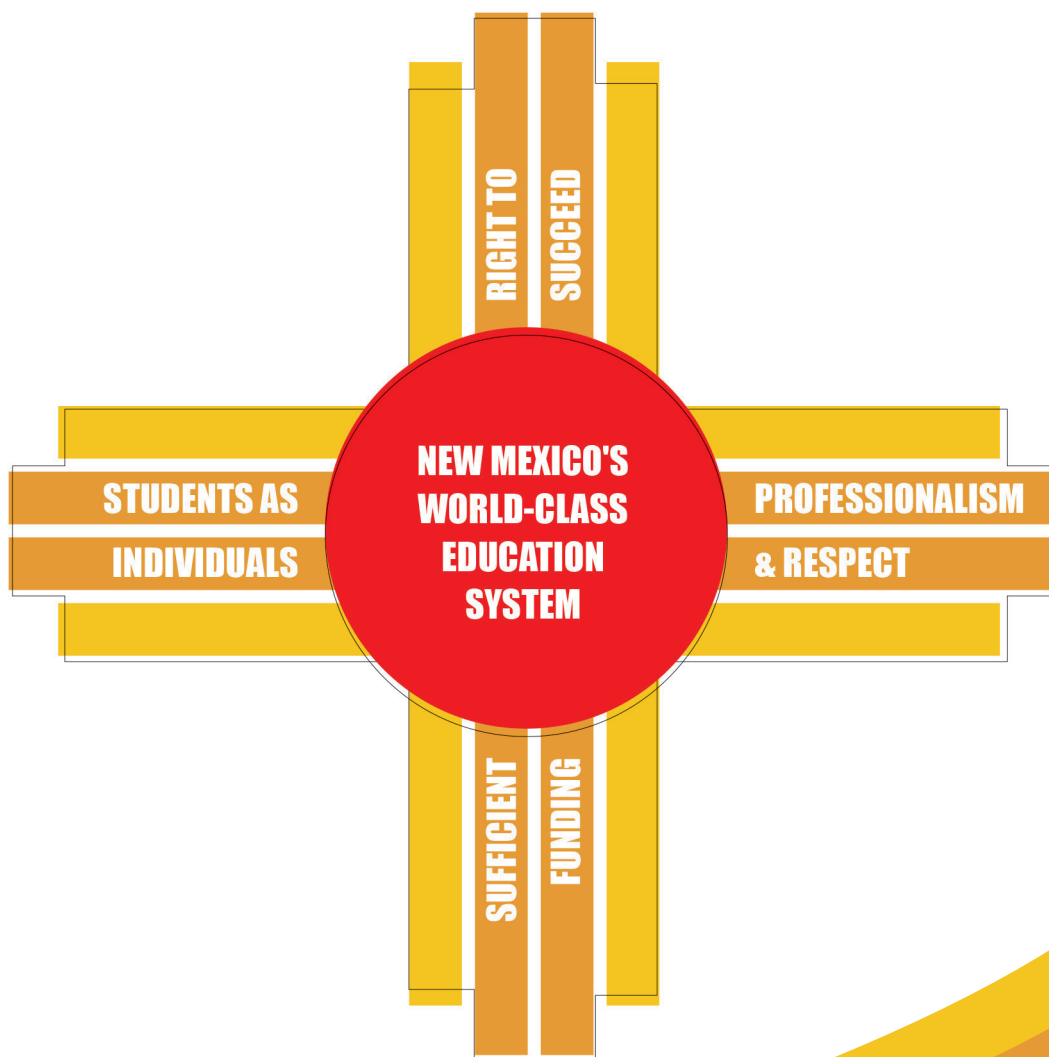 RIGHT TO
SUCCEED
STUDENTS AS
INDIVIDUALS
NEW MEXICO'S
WORLD-CLASS
EDUCATION
SYSTEM
PROFESSIONALISM
& RESPECT
SUFFICIENT
FUNDING